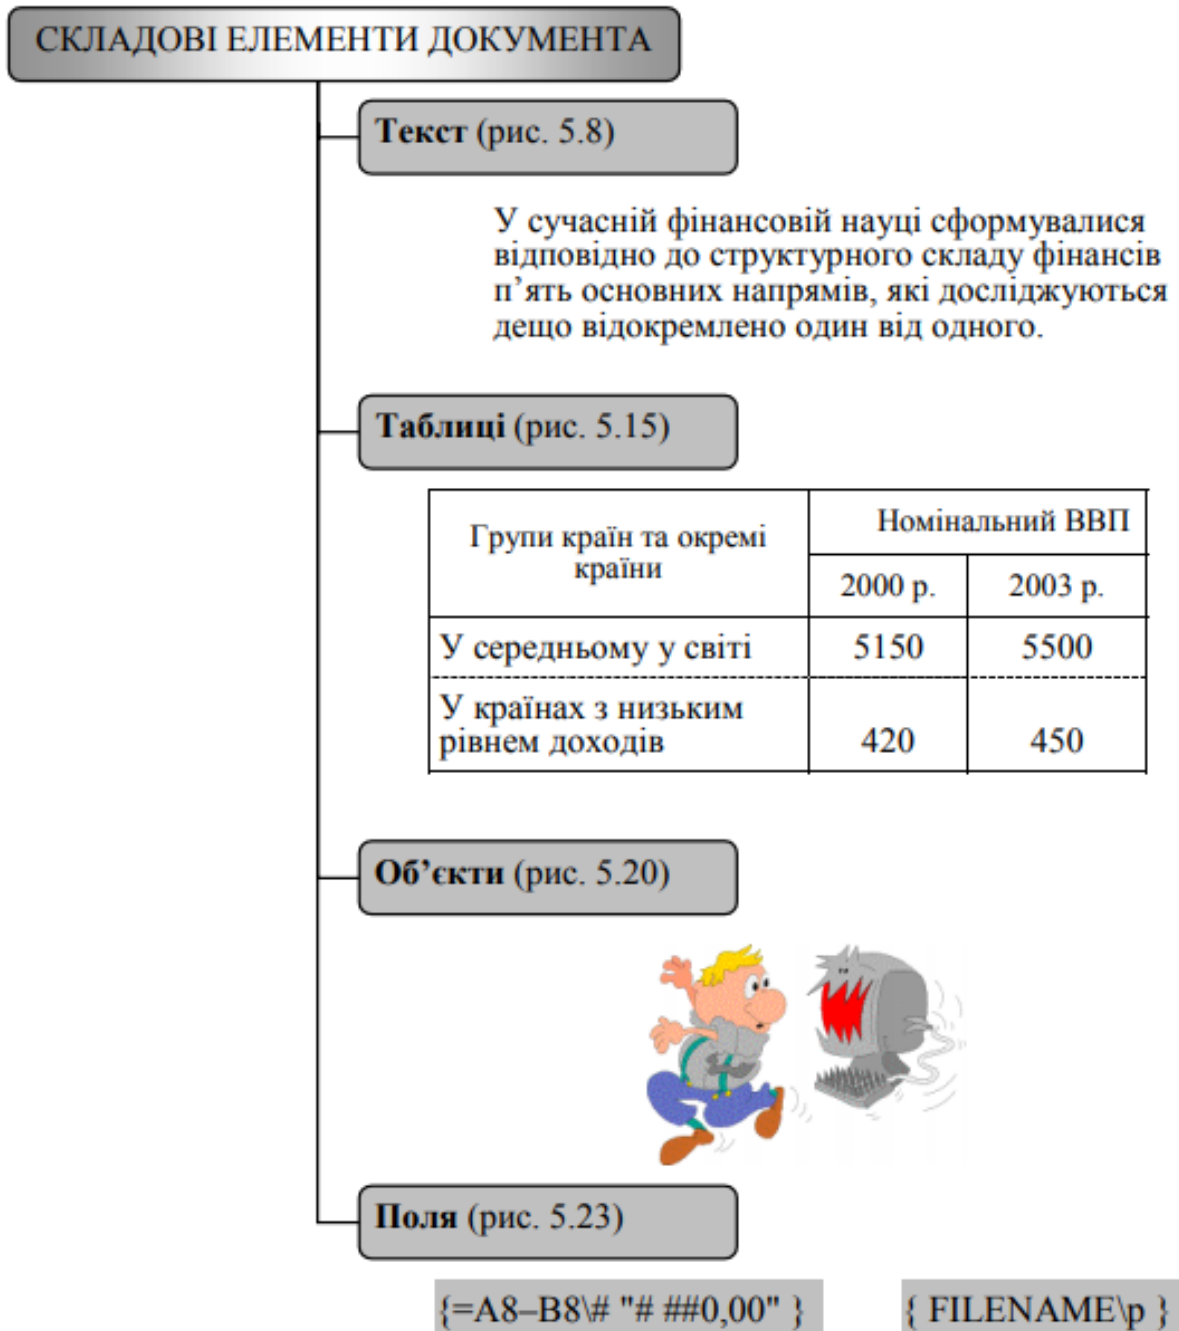 СКЛАДОВІ ЕЛЕМЕНТИ ДОКУМЕНТА
Текст (рис. 5.8)
У сучасній фінансовій науці сформувалися
відповідно до структурного складу фінансів
п’ять основних напрямів, які досліджуються
дещо відокремлено один від одного.
Таблиці (рис. 5.15)
Групи країн та окремі
країни
Номінальний ВВП
2000 р. 2003 р.
У середньому у світі 5150 5500
У країнах з низьким
рівнем доходів 420 450
Об’єкти (рис. 5.20)
Поля (рис. 5.23)
{=A8–B8\# "# ##0,00" } { FILENAME\p }